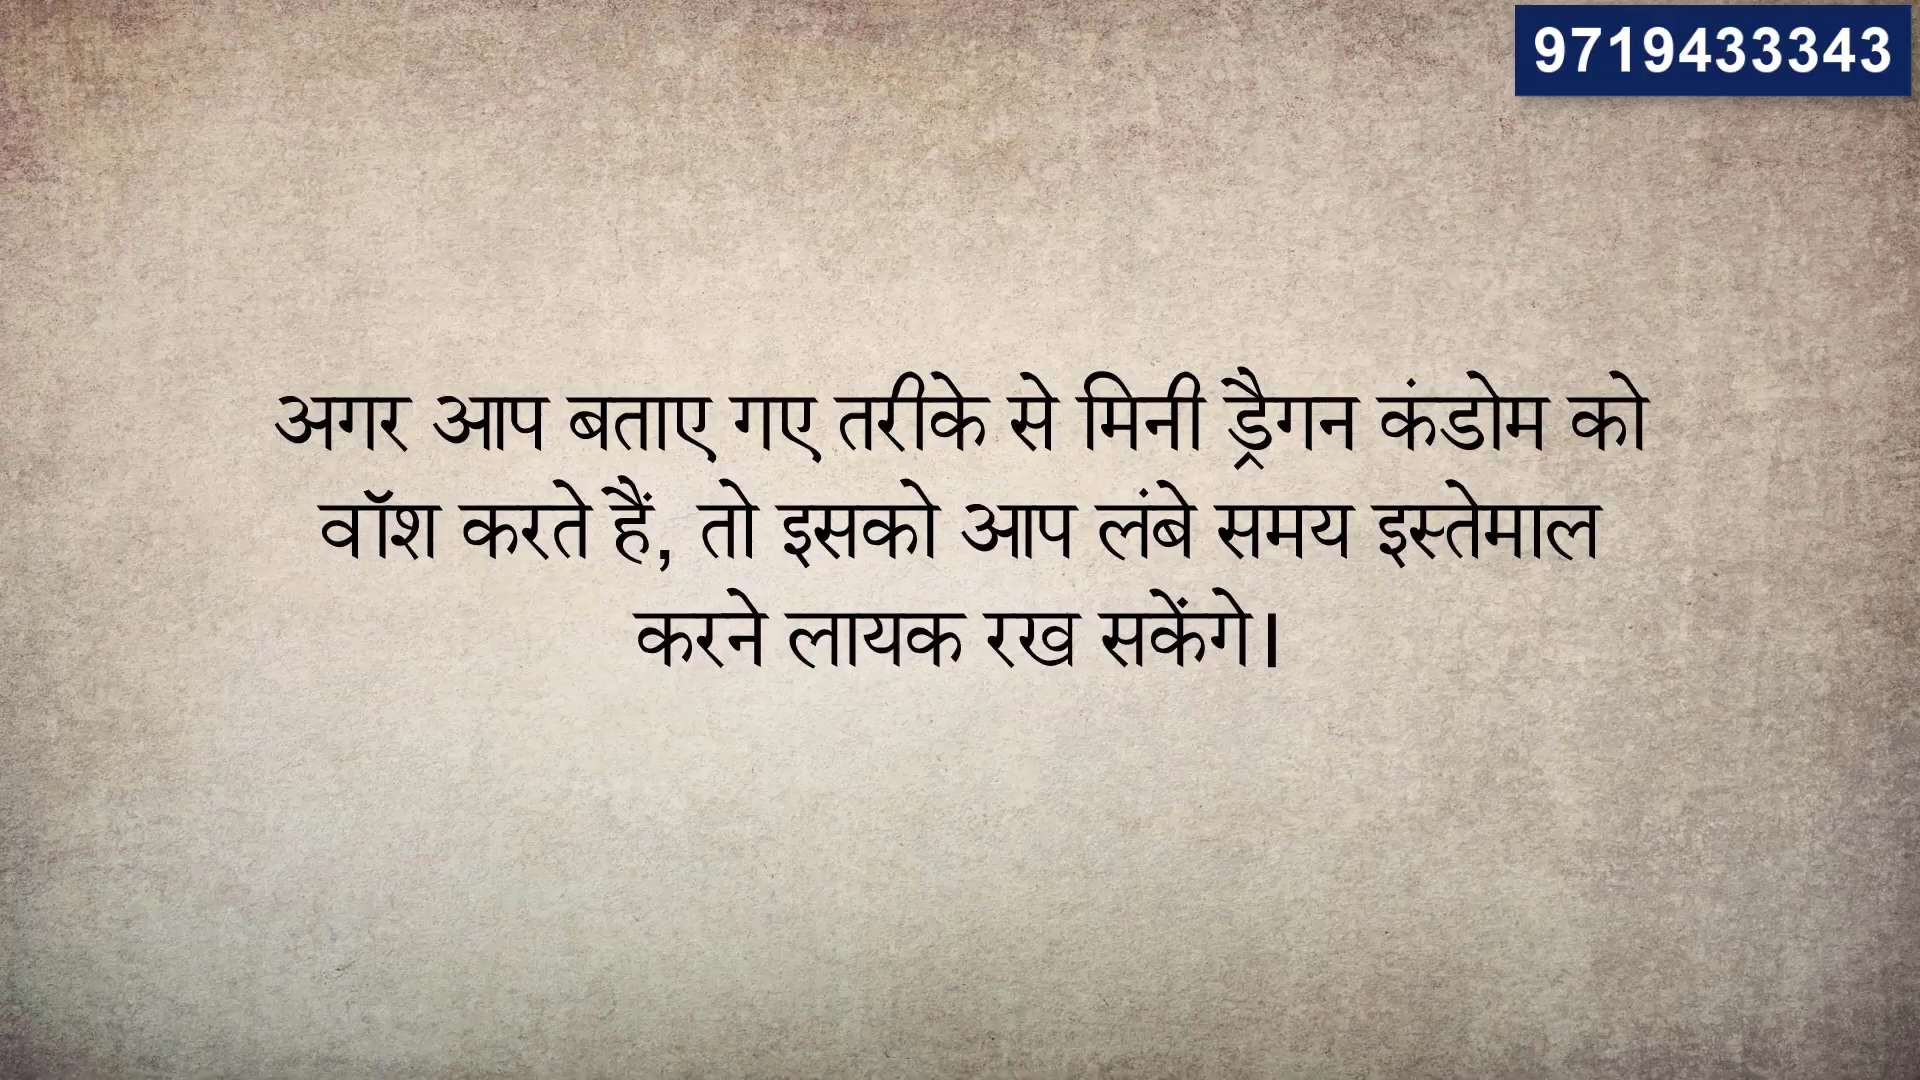 9719433343
अगर आप बताए गए तरीके से मिनी ड्रैगन कंडोम को
वॉश करते हैं, तो इसको आप लंबे समय इस्तेमाल
करने लायक रख सकेंगे।